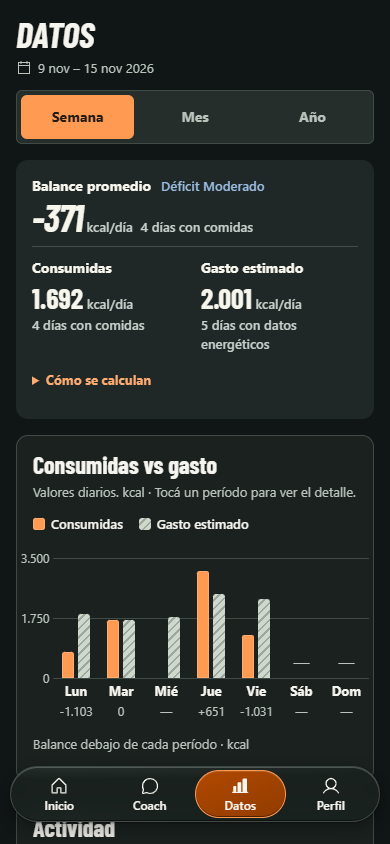 DATOS
9 nov – 15 nov 2026
Semana Mes Año
Balance promedio Déficit Moderado
-371 kcal/día 4 días con comidas
Consumidas Gasto estimado
1.692 kcal/día 2.001 kcal/día
4 días con comidas 5 días con datos
energéticos
▶ Cómo se calculan
Consumidas vs gasto
Valores diarios. kcal · Tocá un período para ver el detalle.
Consumidas Gasto estimado
3.500
1.750
0
— —
Lun Mar Mié Jue Vie Sáb Dom
-1.103 0 — +651 -1.031 — —
Balance debajo de cada período · kcal
Inicio Coach Datos Perfil
Actividad